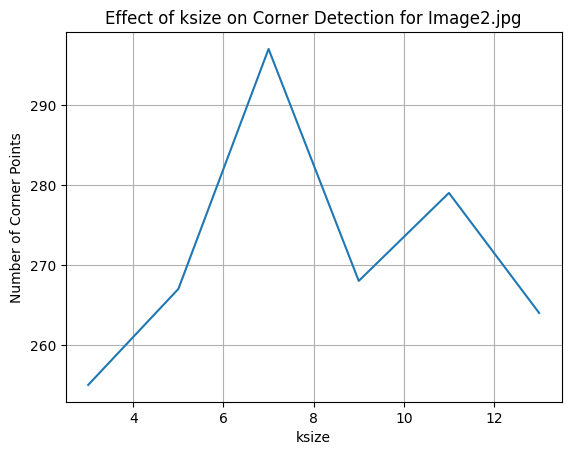 Effect of ksize on Corner Detection for Image2.jpg
Number of Corner Points
290
280
270
260
4 6 8 10 12
ksize